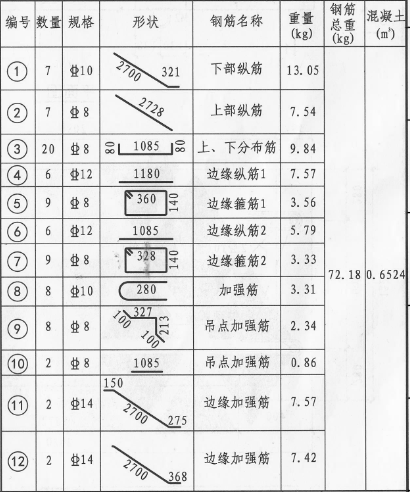 编号 数量 规格 形状 钢筋名称 重量(kg) 钢筋总重(kg) 混凝土(m³)
① 7 Φ10 2700 321 下部纵筋 13.05
② 7 Φ8 2728 上部纵筋 7.54
③ 20 Φ8 80 1085 80 上、下分布筋 9.84
④ 6 Φ12 1180 边缘纵筋1 7.57
⑤ 9 Φ8 360 140 边缘箍筋1 3.56
⑥ 6 Φ12 1085 边缘纵筋2 5.79
⑦ 9 Φ8 328 140 边缘箍筋2 3.33
72.18 0.6524
⑧ 8 Φ10 280 加强筋 3.31
⑨ 8 Φ8 327 100 213 100 吊点加强筋 2.34
⑩ 2 Φ8 1085 吊点加强筋 0.86
⑪ 2 Φ14 150 2700 275 边缘加强筋 7.57
⑫ 2 Φ14 2700 368 边缘加强筋 7.42